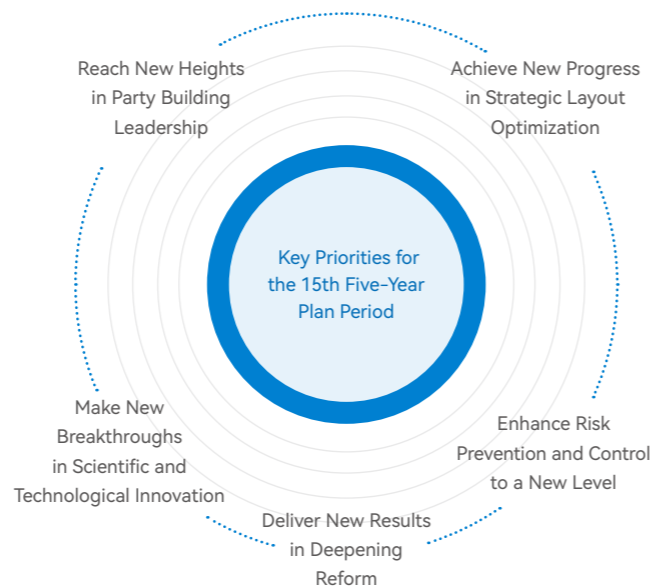 Reach New Heights
in Party Building
Leadership
Achieve New Progress
in Strategic Layout
Optimization
Key Priorities for
the 15th Five-Year
Plan Period
Make New
Breakthroughs
in Scientific and
Technological Innovation
Enhance Risk
Prevention and Control
to a New Level
Deliver New Results
in Deepening
Reform